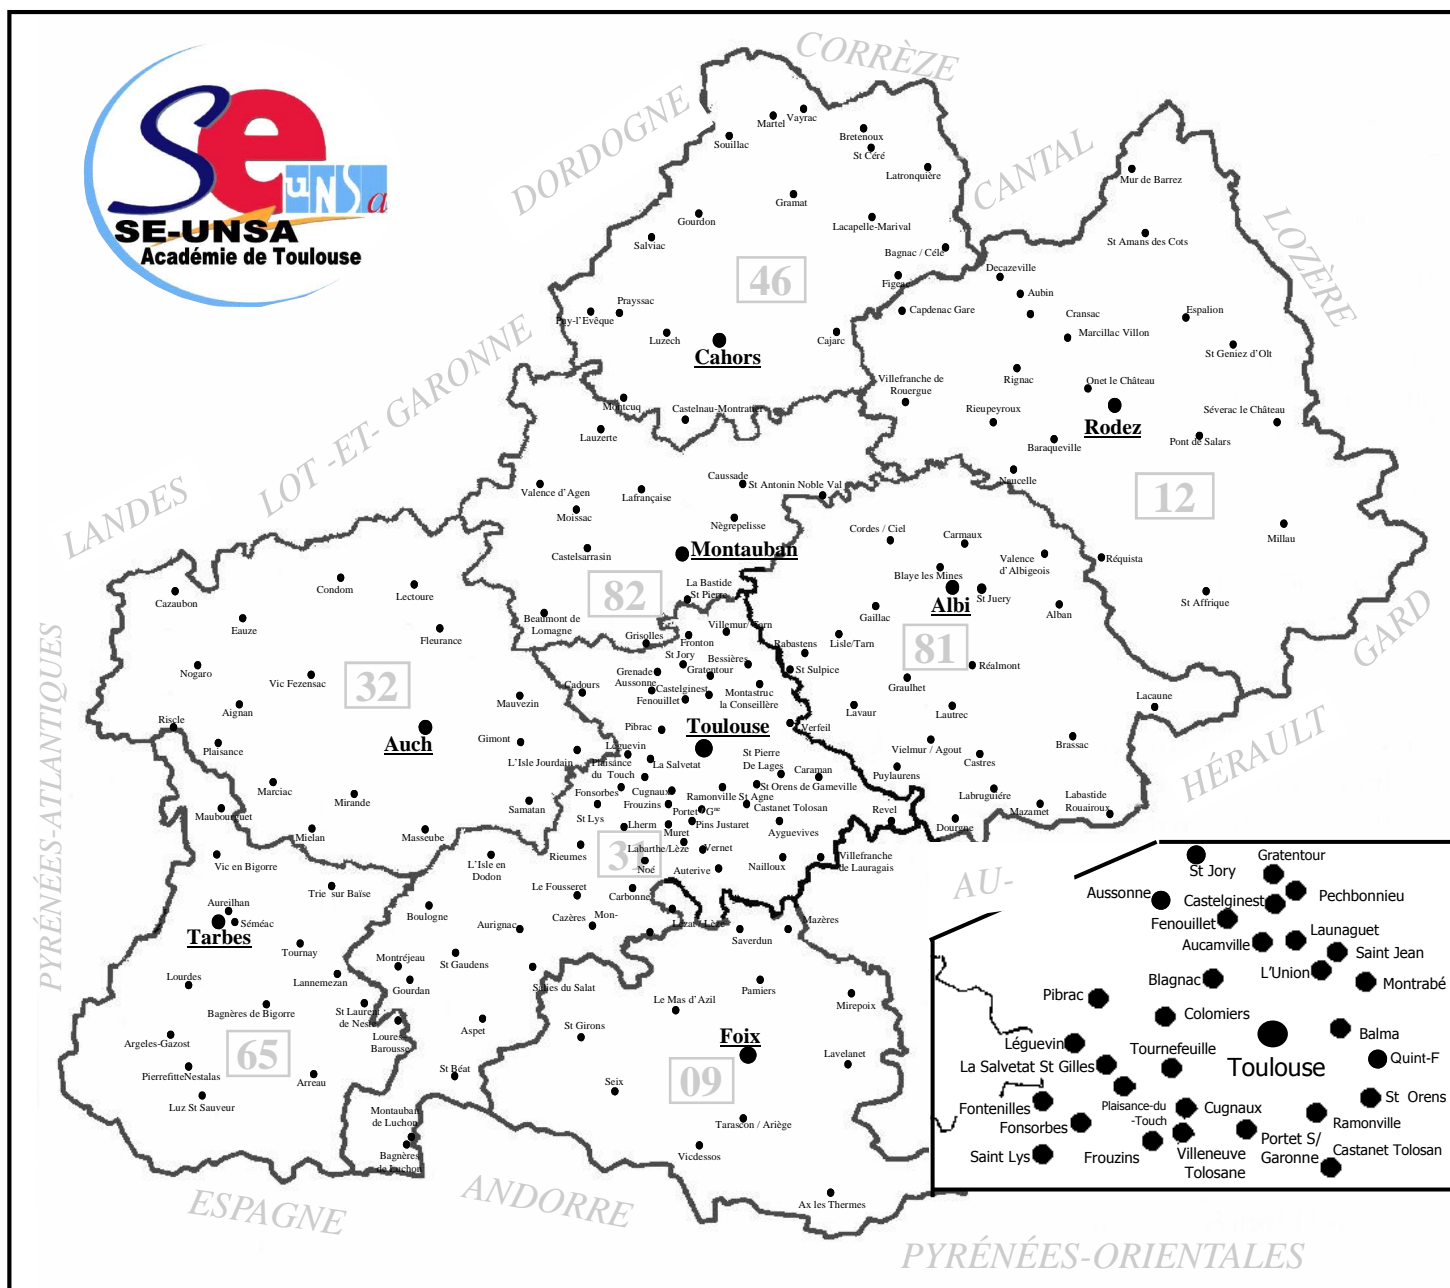 CORRÈZE
DORDOGNE
CANTAL
LOZÈRE
Se
uNSa
SE-UNSA
Académie de Toulouse
Martel
Vayrac
Souillac
Bretenoux
St Céré
Latronquière
Gramat
Gourdon
Lacapelle-Marival
Salviac
Bagnac / Célé
Figeac
46
Prayssac
Puy-l'Evêque
Luzech
Cahors
Cajarc
Montcuq
Castelnau-Montratier
Mur de Barrez
St Amans des Cots
Decazeville
Aubin
Capdenac Gare
Cransac
Espalion
Marcillac Villon
St Geniez d'Olt
Villefranche de
Rouergue
Rignac
Onet le Château
Rieupeyroux
Rodez
Séverac le Château
Baraqueville
Pont de Salars
Naucelle
12
Millau
Réquista
St Affrique
LOT -ET- GARONNE
LANDES
GARD
HÉRAULT
PYRÉNÉES-ATLANTIQUES
Lauzerte
Caussade
Valence d'Agen
Lafrançaise
St Antonin Noble Val
Moissac
Nègrepelisse
Castelsarrasin
Montauban
82
La Bastide
St Pierre
Beaumont de
Lomagne
Grisolles
Cordes / Ciel
Carmaux
Valence
d'Albigeois
Blaye les Mines
Albi
St Juery
Alban
Gaillac
Lisle/Tarn
Rabastens
81
St Sulpice
Réalmont
Graulhet
Lavaur
Lautrec
Lacaune
Vielmur / Agout
Castres
Brassac
Puylaurens
Labruguiére
Mazamet
Labastide
Rouairoux
Dourgne
Cazaubon
Condom
Lectoure
Eauze
Fleurance
Nogaro
Vic Fezensac
32
Mauvezin
Aignan
Riscle
Auch
Plaisance
Gimont
L'Isle Jourdain
Marciac
Mirande
Samatan
Mielan
Masseube
Villemur/Tarn
Fronton
St Jory
Bessières
Grenade
Gratentour
Aussonne
Castelginest
Montastruc
la Conseillère
Fenouillet
Cadours
Pibrac
Toulouse
Verfeil
Léguevin
Plaisance
du Touch
La Salvetat
St Pierre
De Lages
Caraman
St Orens de Gameville
Fonsorbes
Cugnaux
Ramonville St Agne
Frouzins
Portet / Gne
Castanet Tolosan
St Lys
Lherm
Muret
Pins Justaret
Ayguevives
Revel
31
Labarthe/Lèze
Vernet
Rieumes
Noé
Auterive
Nailloux
Villefranche
de Lauragais
L'Isle en
Dodon
Le Fousseret
Carbonne
Boulogne
Cazères
Mon-
Lézat / Lèze
Aurignac
Montréjeau
St Gaudens
Gourdan
Salies du Salat
Aspet
St Béat
Montauban
de Luchon
Bagnères
de Luchon
Maubourguet
Vic en Bigorre
Trie sur Baïse
Aureilhan
Séméac
Tarbes
Tournay
Lourdes
Lannemezan
Bagnères de Bigorre
St Laurent
de Neste
Loures
Barousse
Argeles-Gazost
65
PierrefitteNestalas
Arreau
Luz St Sauveur
Mazères
Saverdun
Le Mas d'Azil
Pamiers
Mirepoix
St Girons
Foix
Lavelanet
Seix
09
Tarascon / Ariège
Vicdessos
Ax les Thermes
ESPAGNE
ANDORRE
PYRÉNÉES-ORIENTALES
AU-
Gratentour
St Jory
Aussonne
Castelginest
Pechbonnieu
Fenouillet
Launaguet
Aucamville
Saint Jean
L'Union
Blagnac
Montrabé
Pibrac
Colomiers
Balma
Léguevin
Tournefeuille
Quint-F
La Salvetat St Gilles
Toulouse
St Orens
Fontenilles
Plaisance-du
-Touch
Cugnaux
Ramonville
Fonsorbes
Portet S/
Garonne
Castanet Tolosan
Saint Lys
Frouzins
Villeneuve
Tolosane